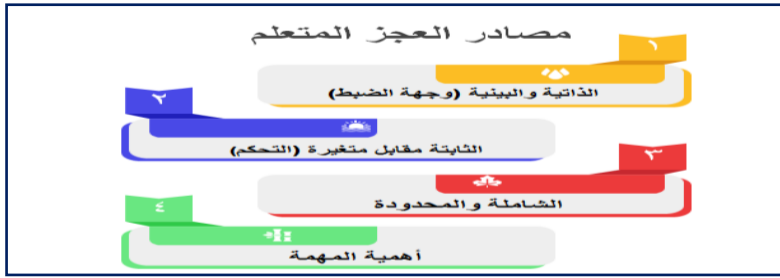 مصادر العجز المتعلم
١
الذاتية والبينية (وجهة الضبط)
٢
الثابتة مقابل متغيرة (التحكم)
٣
الشاملة والمحدودة
٤
أهمية المهمة